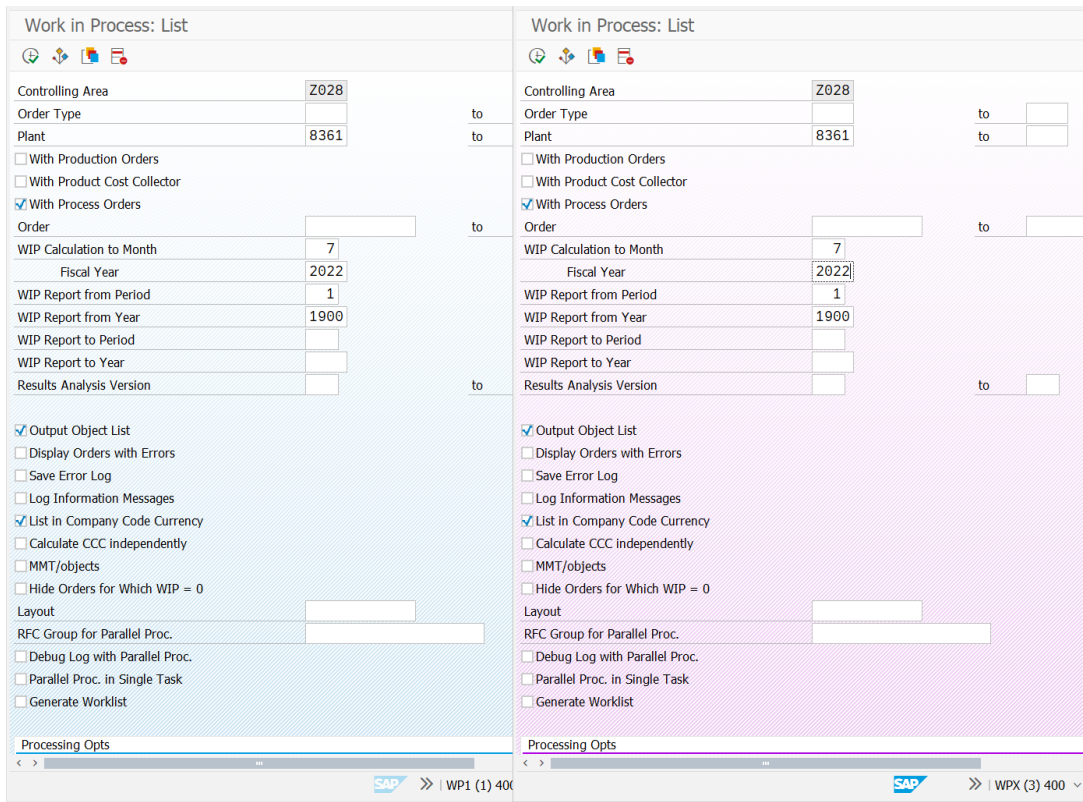 Work in Process: List
Controlling Area Z028
Order Type to
Plant 8361 to
With Production Orders
With Product Cost Collector
With Process Orders
Order to
WIP Calculation to Month 7
Fiscal Year 2022
WIP Report from Period 1
WIP Report from Year 1900
WIP Report to Period
WIP Report to Year
Results Analysis Version to
Output Object List
Display Orders with Errors
Save Error Log
Log Information Messages
List in Company Code Currency
Calculate CCC independently
MMT/objects
Hide Orders for Which WIP = 0
Layout
RFC Group for Parallel Proc.
Debug Log with Parallel Proc.
Parallel Proc. in Single Task
Generate Worklist
Processing Opts
SAP WP1 (1) 400
Work in Process: List
Controlling Area Z028
Order Type to
Plant 8361 to
With Production Orders
With Product Cost Collector
With Process Orders
Order to
WIP Calculation to Month 7
Fiscal Year 2022
WIP Report from Period 1
WIP Report from Year 1900
WIP Report to Period
WIP Report to Year
Results Analysis Version to
Output Object List
Display Orders with Errors
Save Error Log
Log Information Messages
List in Company Code Currency
Calculate CCC independently
MMT/objects
Hide Orders for Which WIP = 0
Layout
RFC Group for Parallel Proc.
Debug Log with Parallel Proc.
Parallel Proc. in Single Task
Generate Worklist
Processing Opts
SAP WPX (3) 400